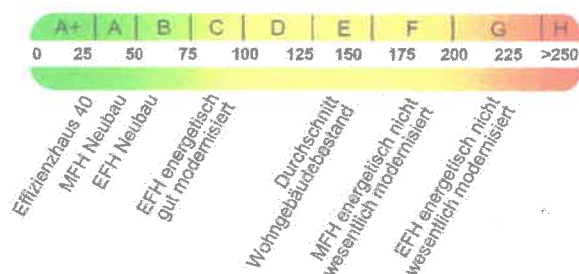 A+ A B C D E F G H
0 25 50 75 100 125 150 175 200 225 >250
Effizienzhaus 40
MFH Neubau
EFH Neubau
EFH energetisch
gut modernisiert
Durchschnitt
Wohngebäudebestand
MFH energetisch nicht
wesentlich modernisiert
EFH energetisch nicht
wesentlich modernisiert